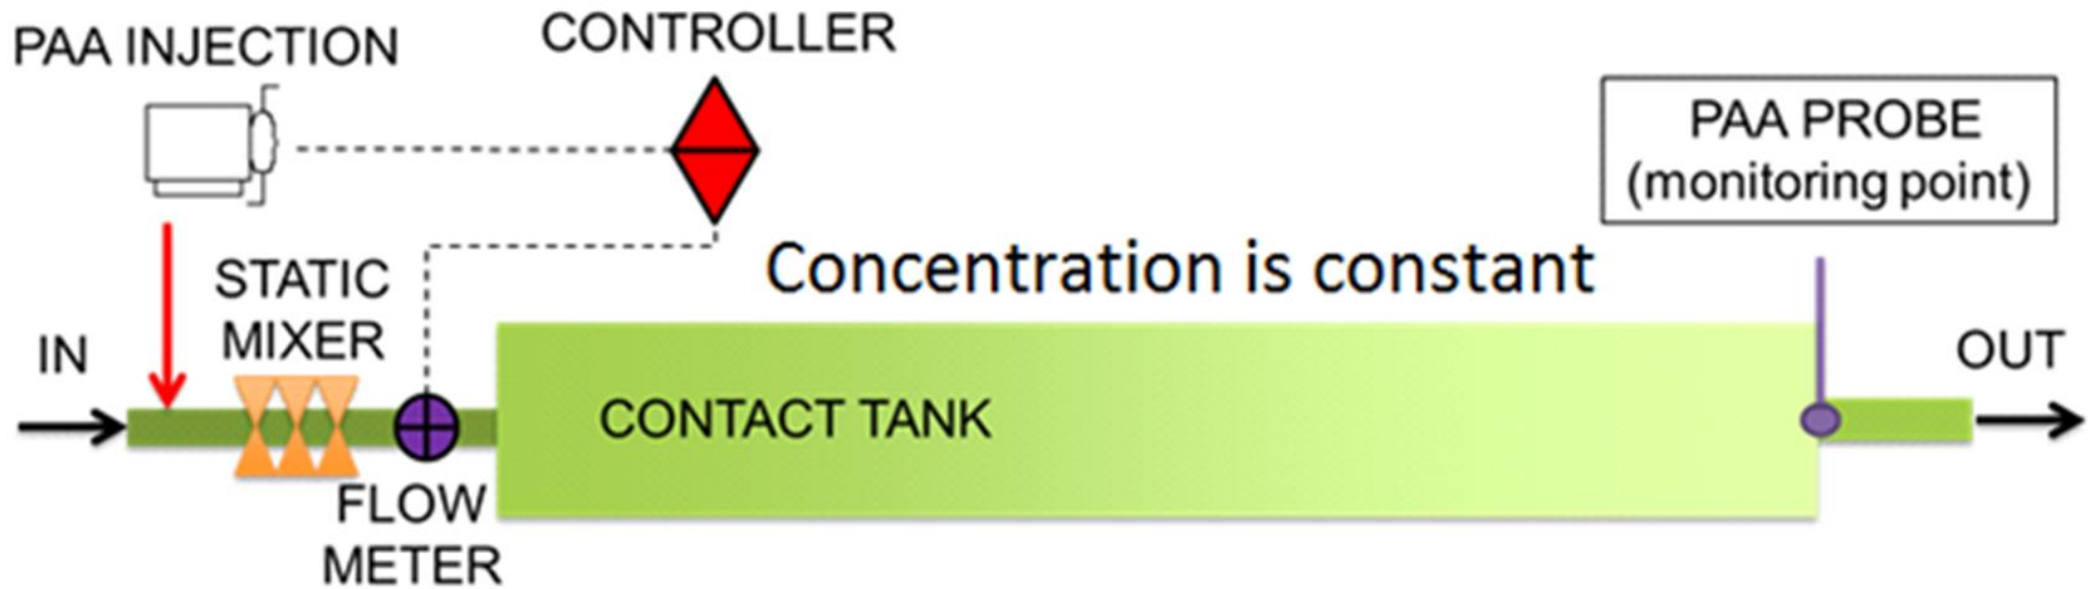 PAA INJECTION
CONTROLLER
PAA PROBE
(monitoring point)
STATIC
MIXER
Concentration is constant
IN
OUT
CONTACT TANK
FLOW
METER